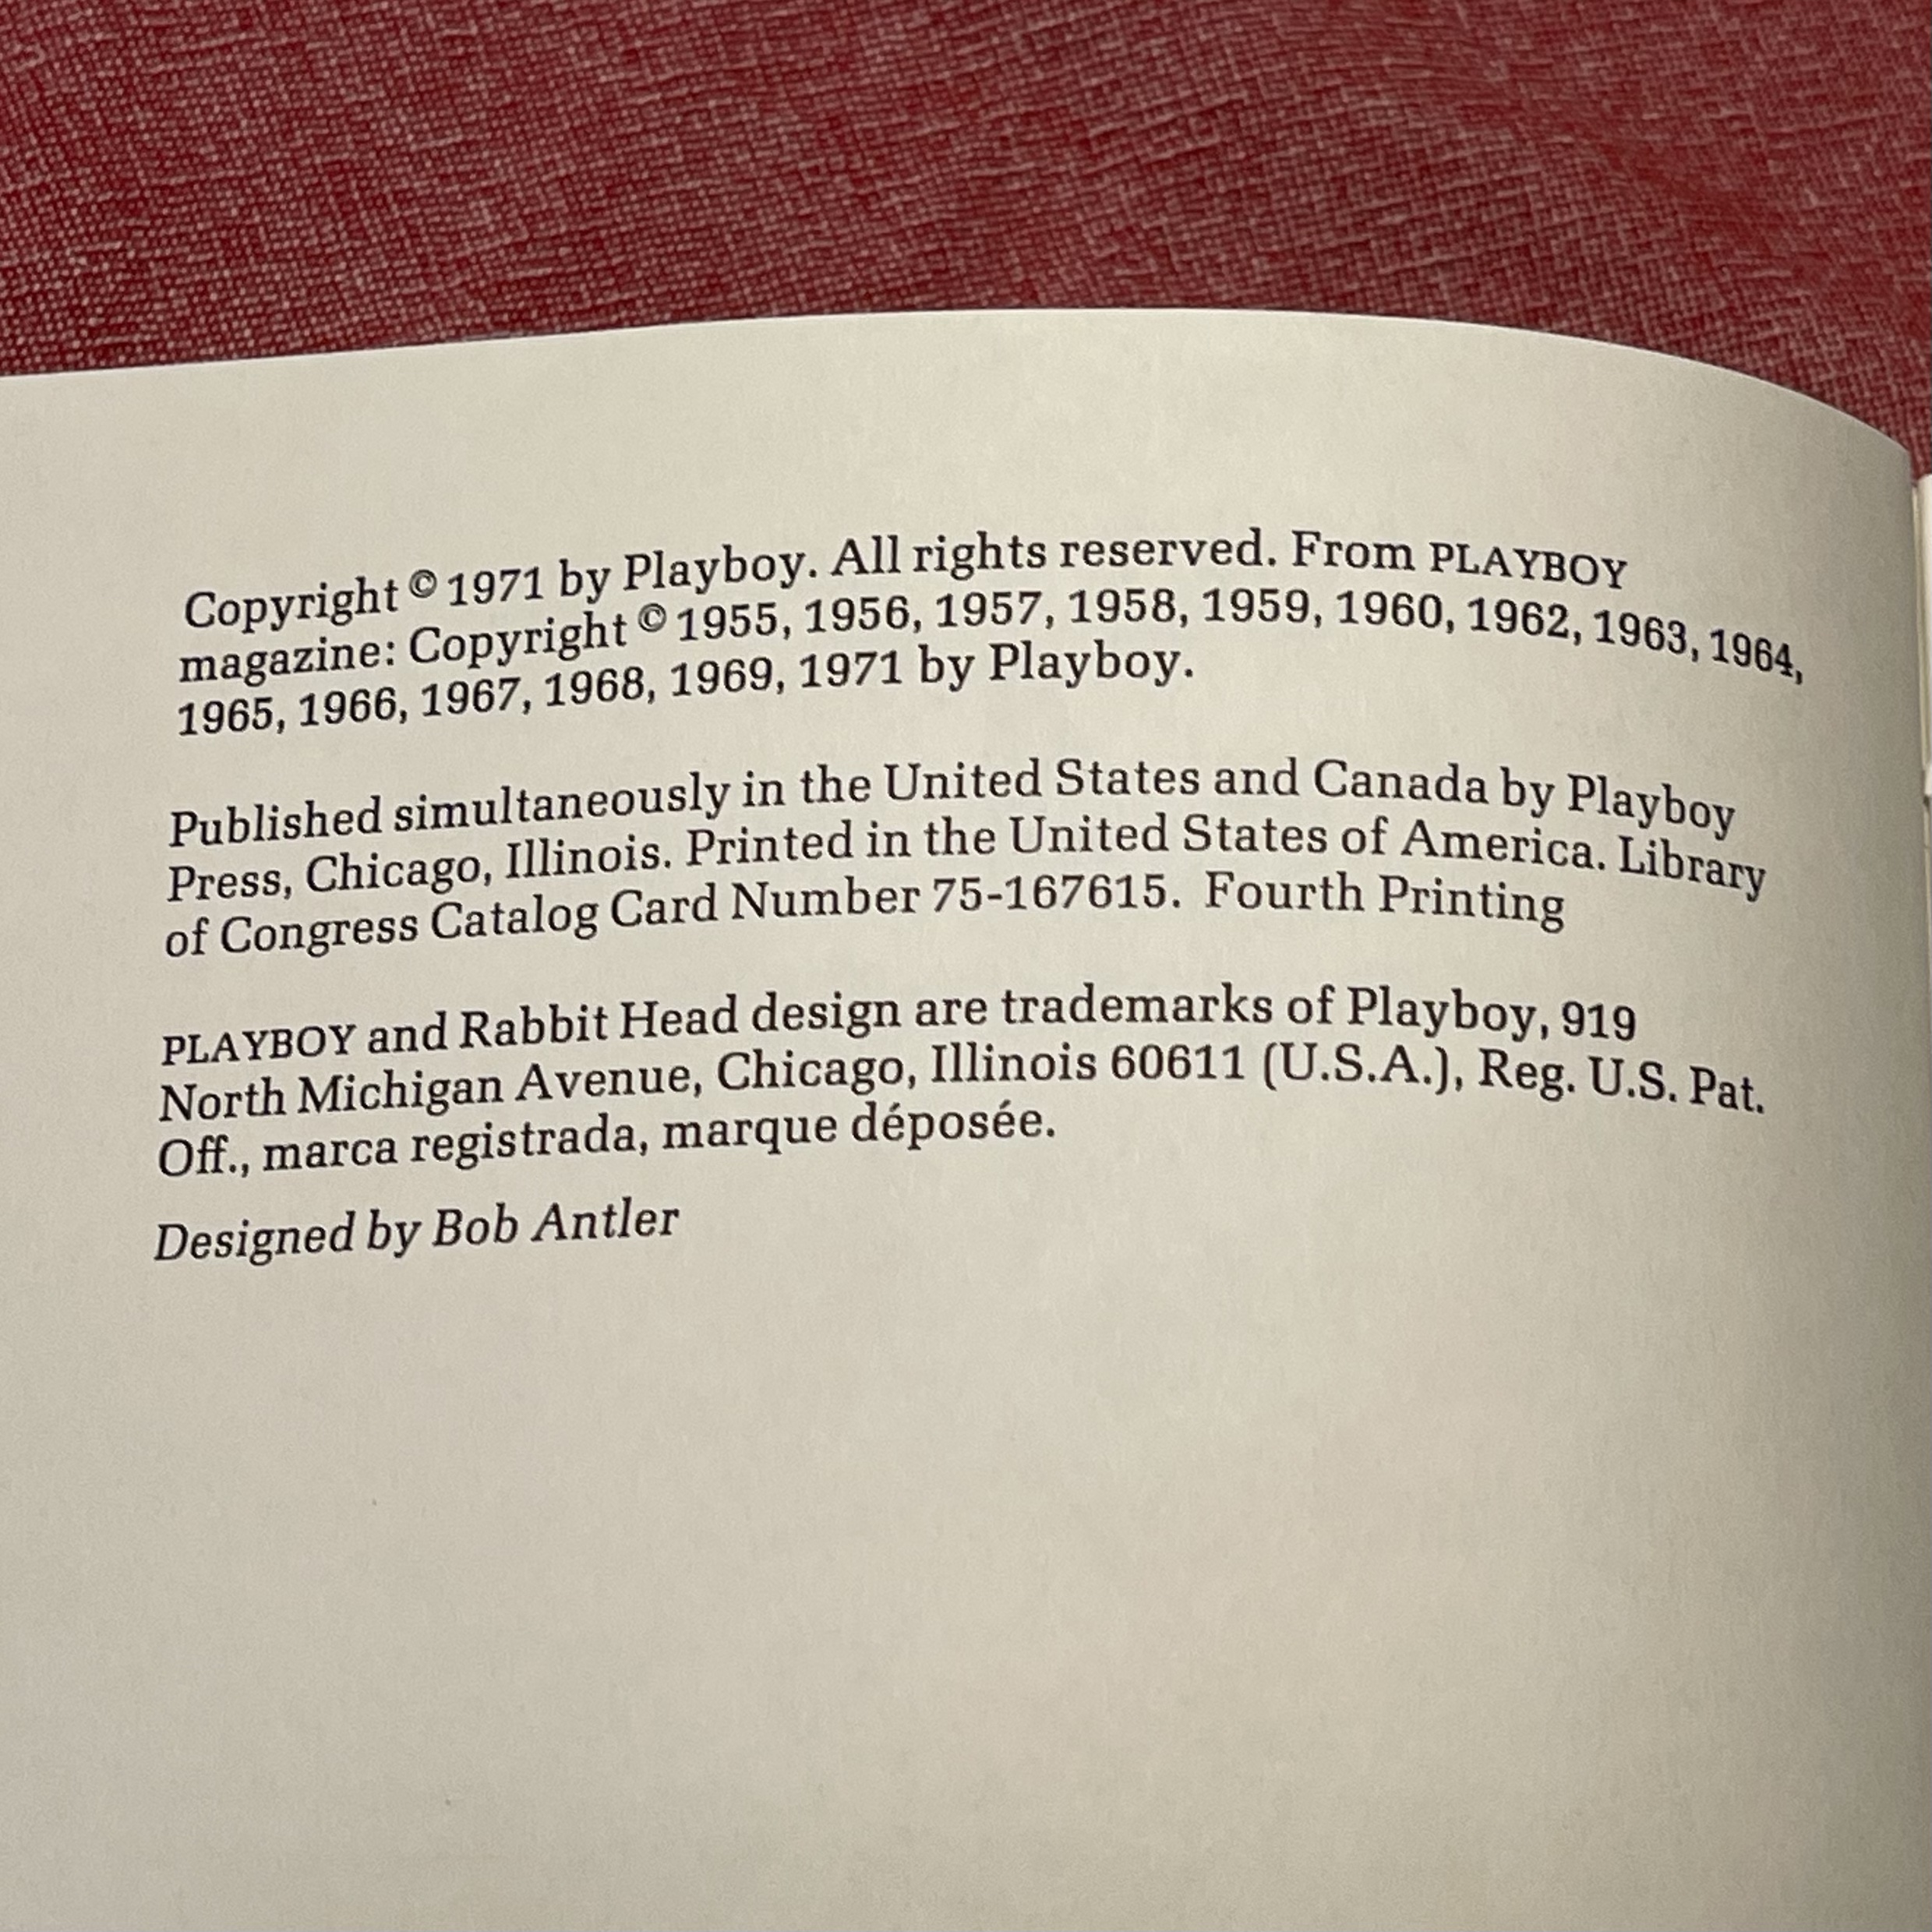 Copyright © 1971 by Playboy. All rights reserved. From PLAYBOY
magazine: Copyright © 1955, 1956, 1957, 1958, 1959, 1960, 1962, 1963, 1964,
1965, 1966, 1967, 1968, 1969, 1971 by Playboy.
Published simultaneously in the United States and Canada by Playboy
Press, Chicago, Illinois. Printed in the United States of America. Library
of Congress Catalog Card Number 75-167615. Fourth Printing
PLAYBOY and Rabbit Head design are trademarks of Playboy, 919
North Michigan Avenue, Chicago, Illinois 60611 (U.S.A.), Reg. U.S. Pat.
Off., marca registrada, marque déposée.
Designed by Bob Antler